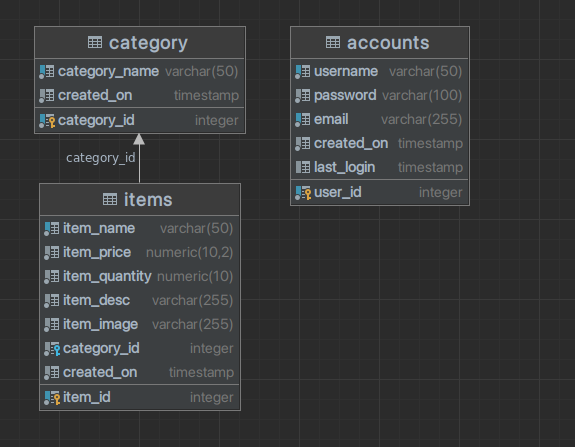 category
category_name varchar(50)
created_on timestamp
category_id integer
accounts
username varchar(50)
password varchar(100)
email varchar(255)
created_on timestamp
last_login timestamp
user_id integer
category_id
items
item_name varchar(50)
item_price numeric(10,2)
item_quantity numeric(10)
item_desc varchar(255)
item_image varchar(255)
category_id integer
created_on timestamp
item_id integer